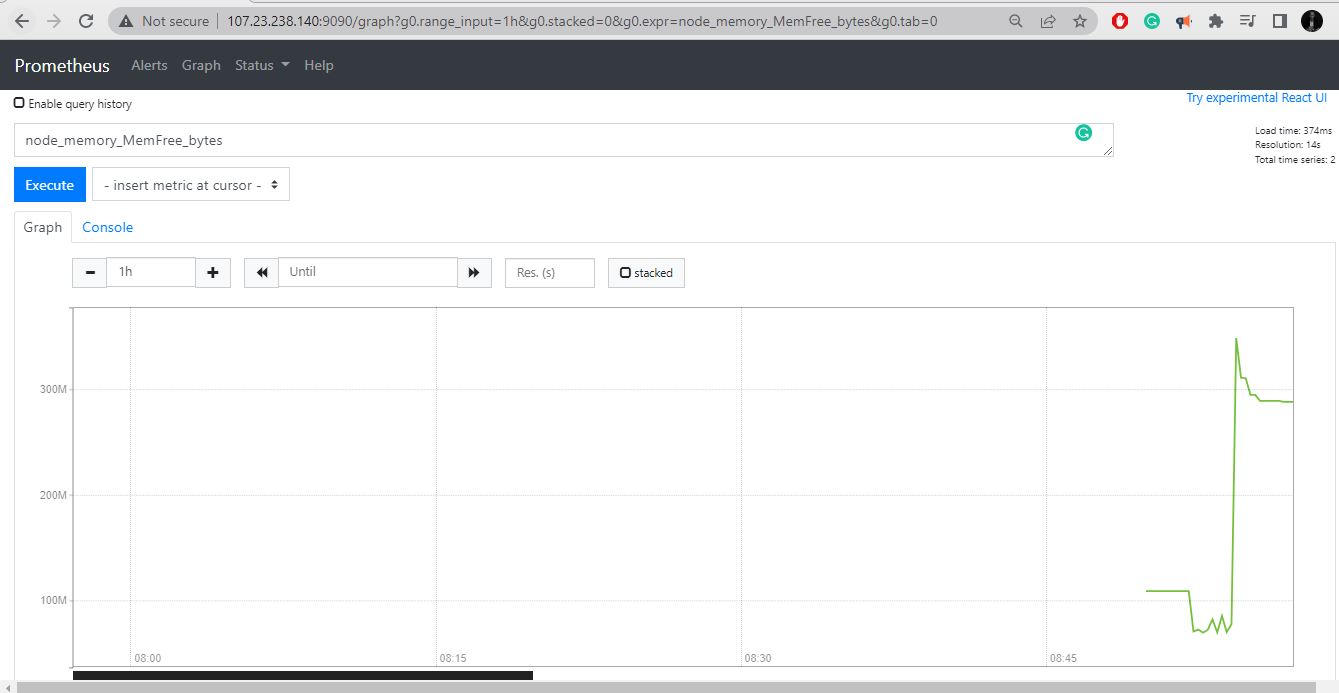 Not secure 107.23.238.140:9090/graph?g0.range_input=1h&g0.stacked=0&g0.expr=node_memory_MemFree_bytes&g0.tab=0
Prometheus Alerts Graph Status Help
Enable query history
Try experimental React UI
node_memory_MemFree_bytes
Load time: 374ms
Resolution: 14s
Total time series: 2
Execute - insert metric at cursor -
Graph Console
1h Until Res. (s) stacked
300M
200M
100M
08:00 08:15 08:30 08:45